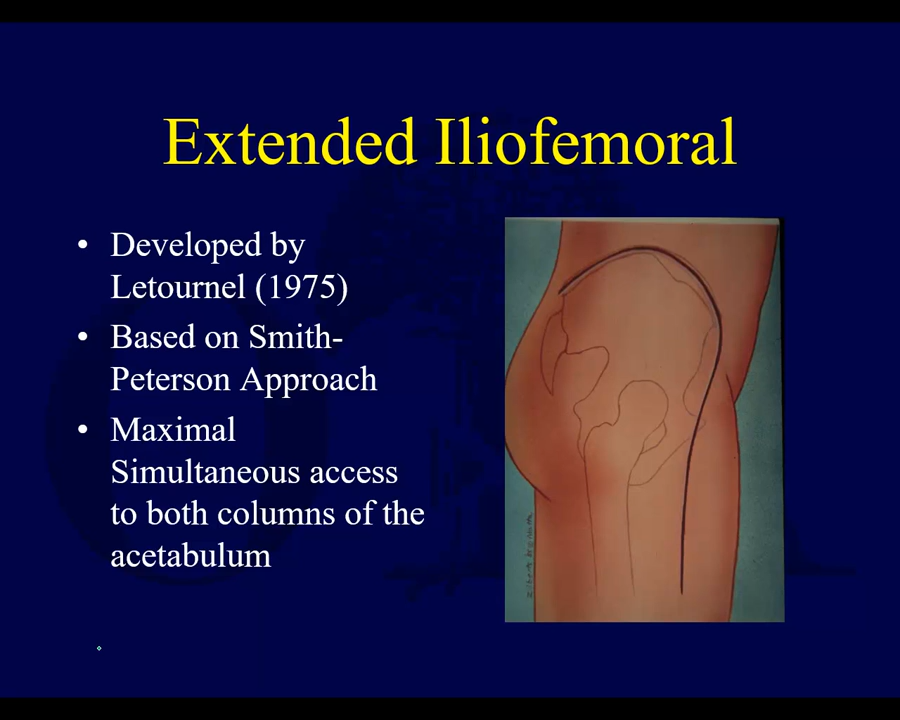 Extended Iliofemoral
• Developed by
Letournel (1975)
• Based on Smith-
Peterson Approach
• Maximal
Simultaneous access
to both columns of the
acetabulum